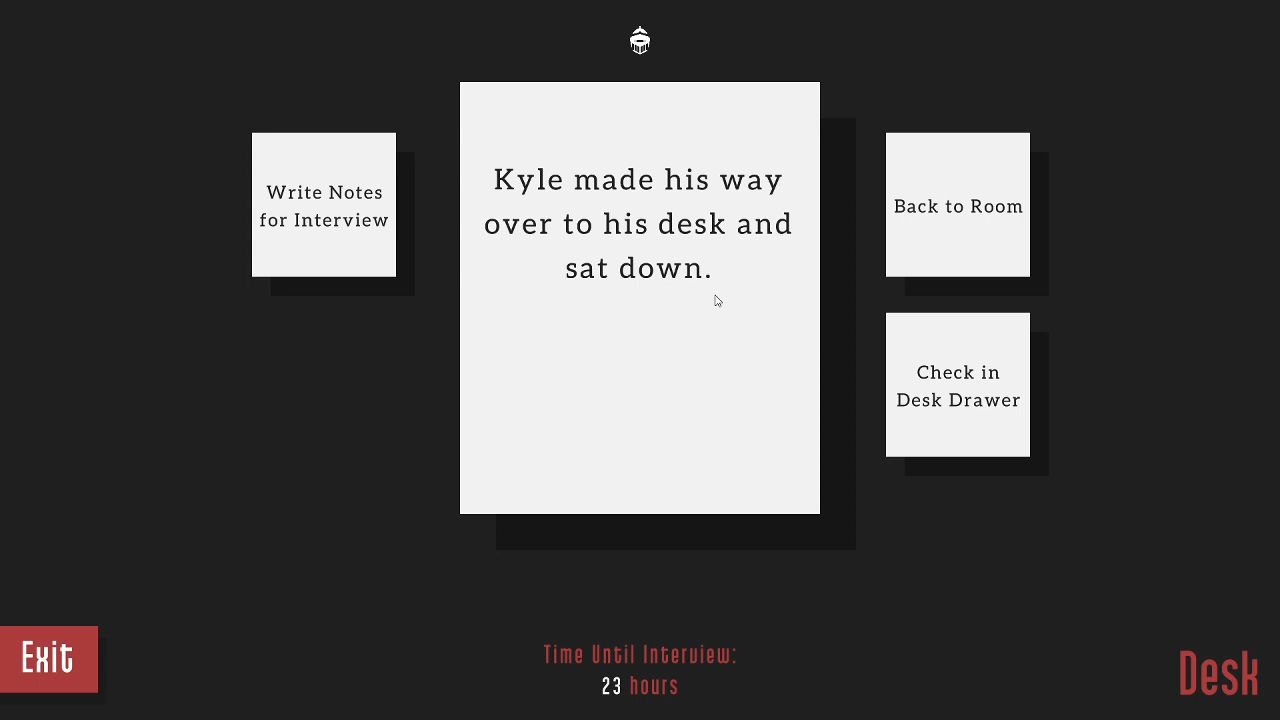 Write Notes
for Interview
Kyle made his way
over to his desk and
sat down.
Back to Room
Check in
Desk Drawer
Exit
Time Until Interview:
23 hours
Desk